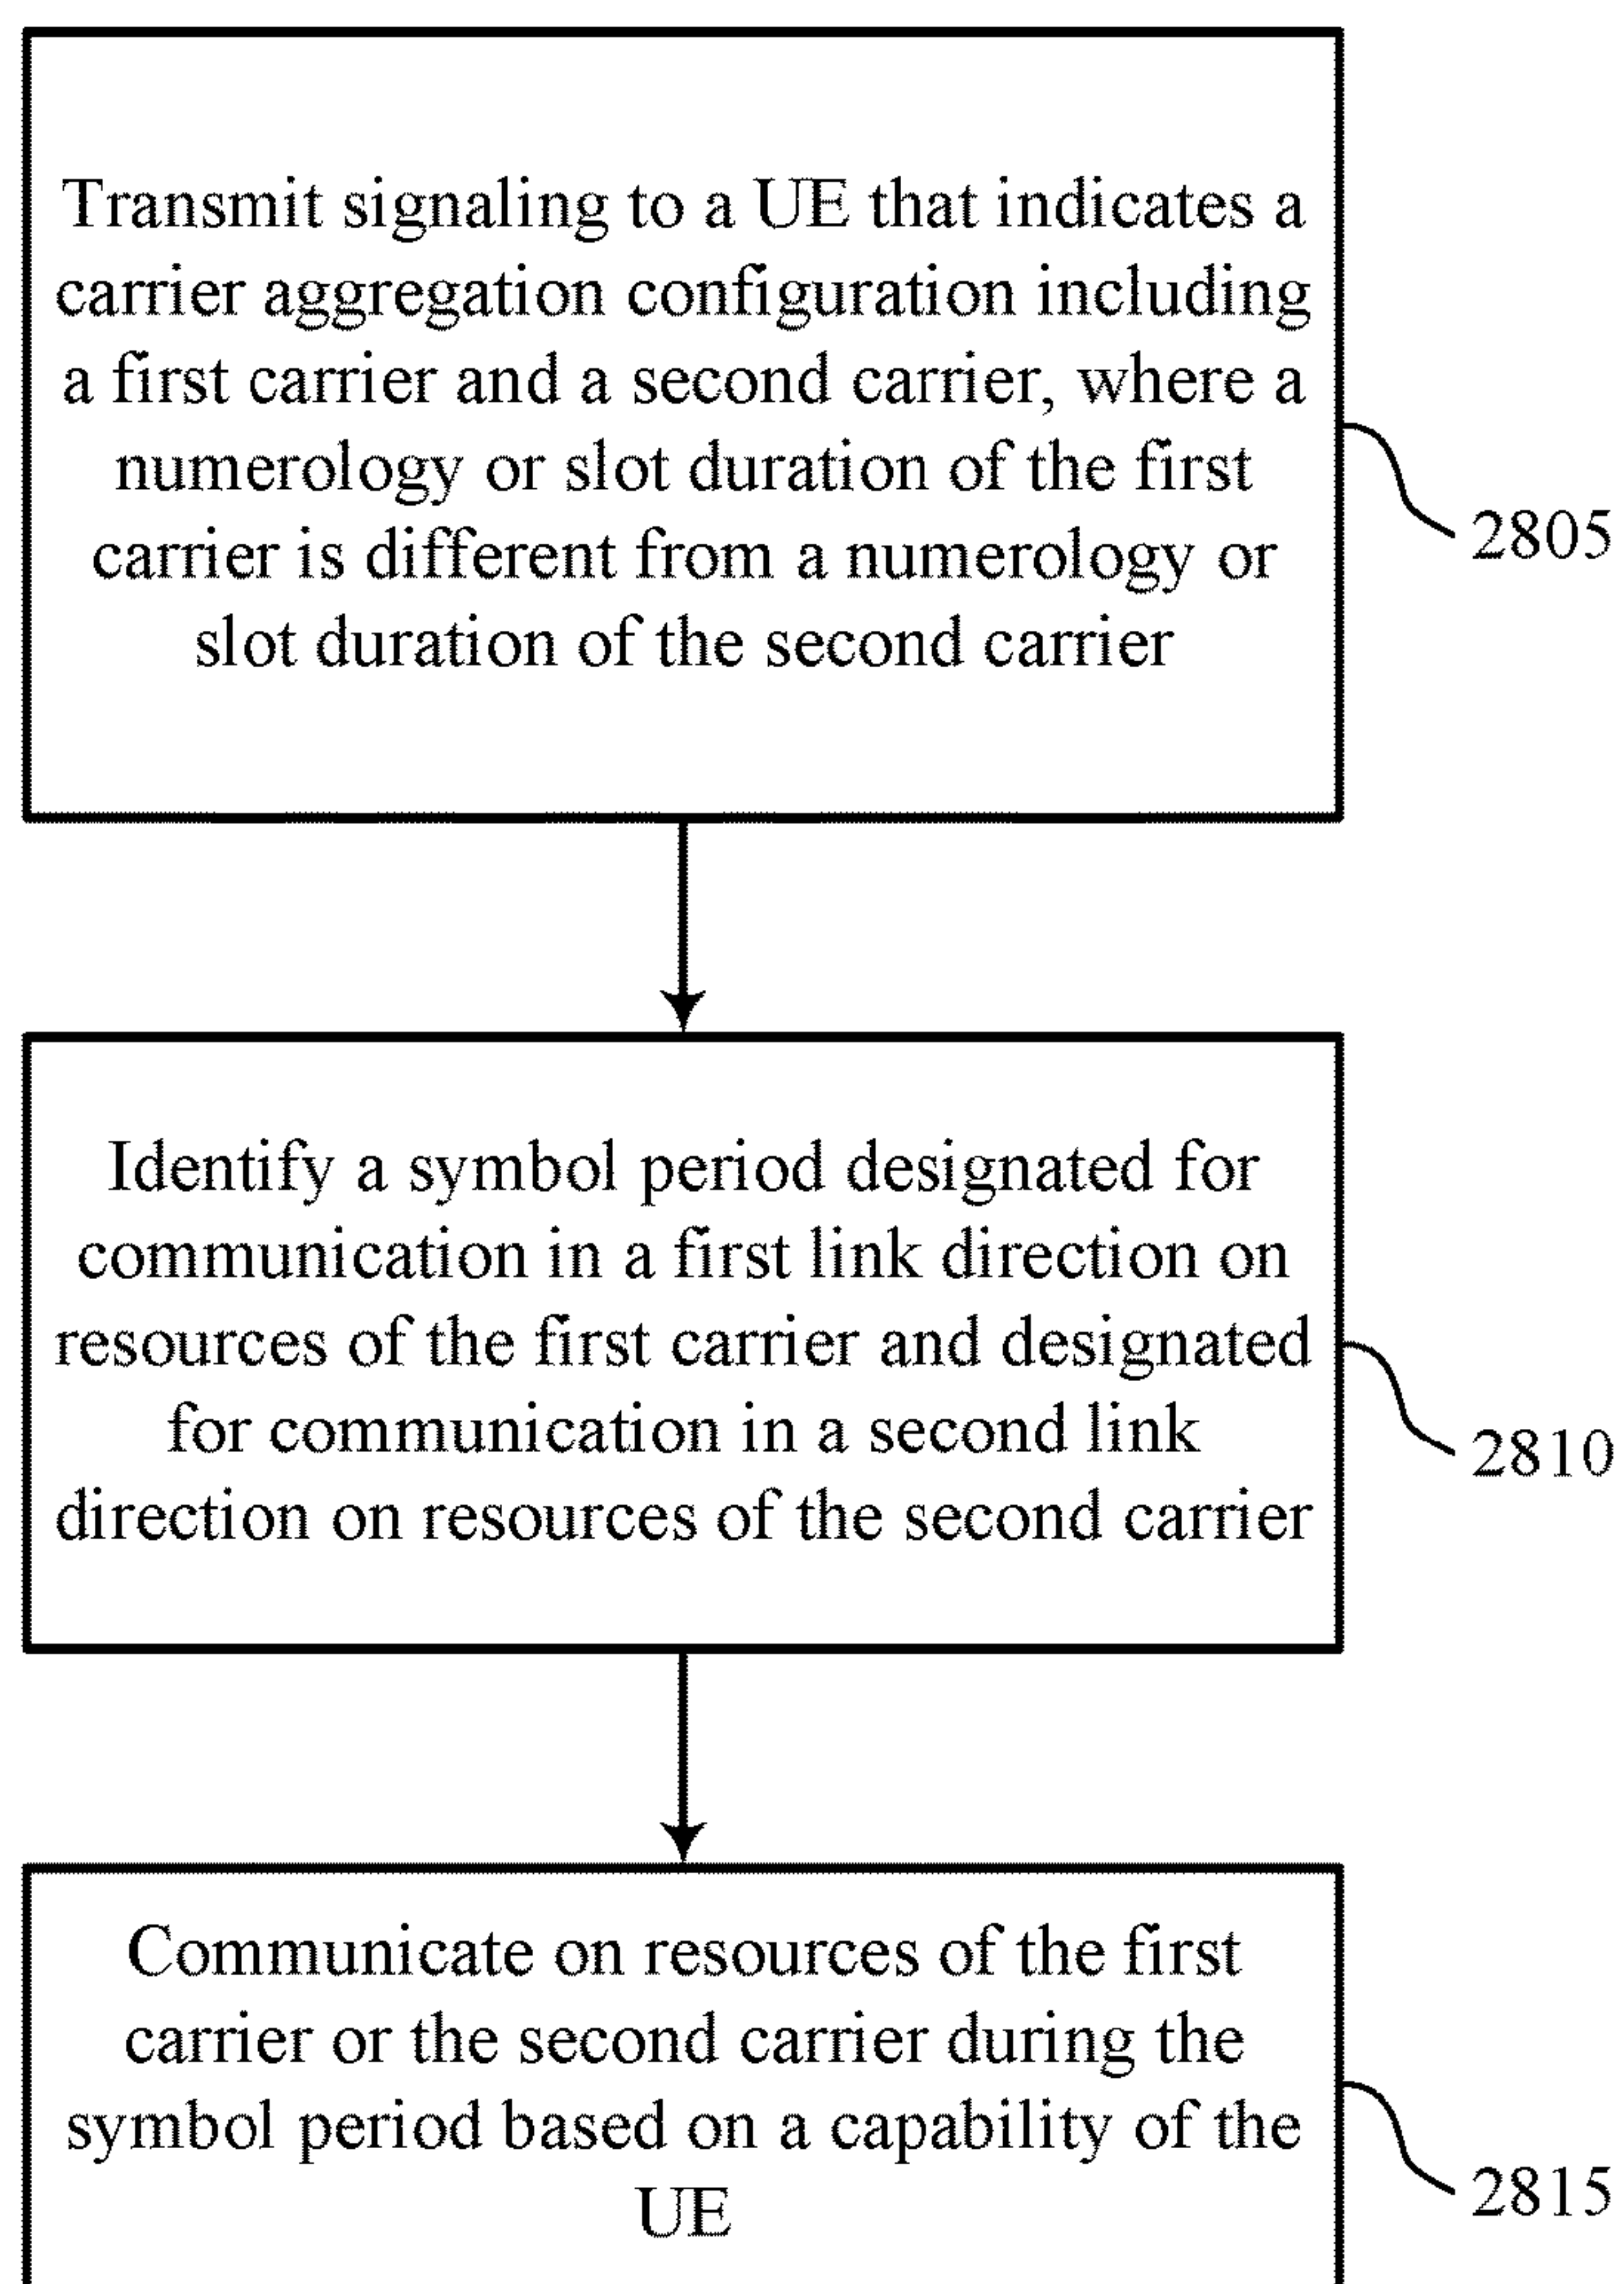 Transmit signaling to a UE that indicates a
carrier aggregation configuration including
a first carrier and a second carrier, where a
numerology or slot duration of the first
carrier is different from a numerology or
slot duration of the second carrier
2805
Identify a symbol period designated for
communication in a first link direction on
resources of the first carrier and designated
for communication in a second link
direction on resources of the second carrier
2810
Communicate on resources of the first
carrier or the second carrier during the
symbol period based on a capability of the
UE
2815